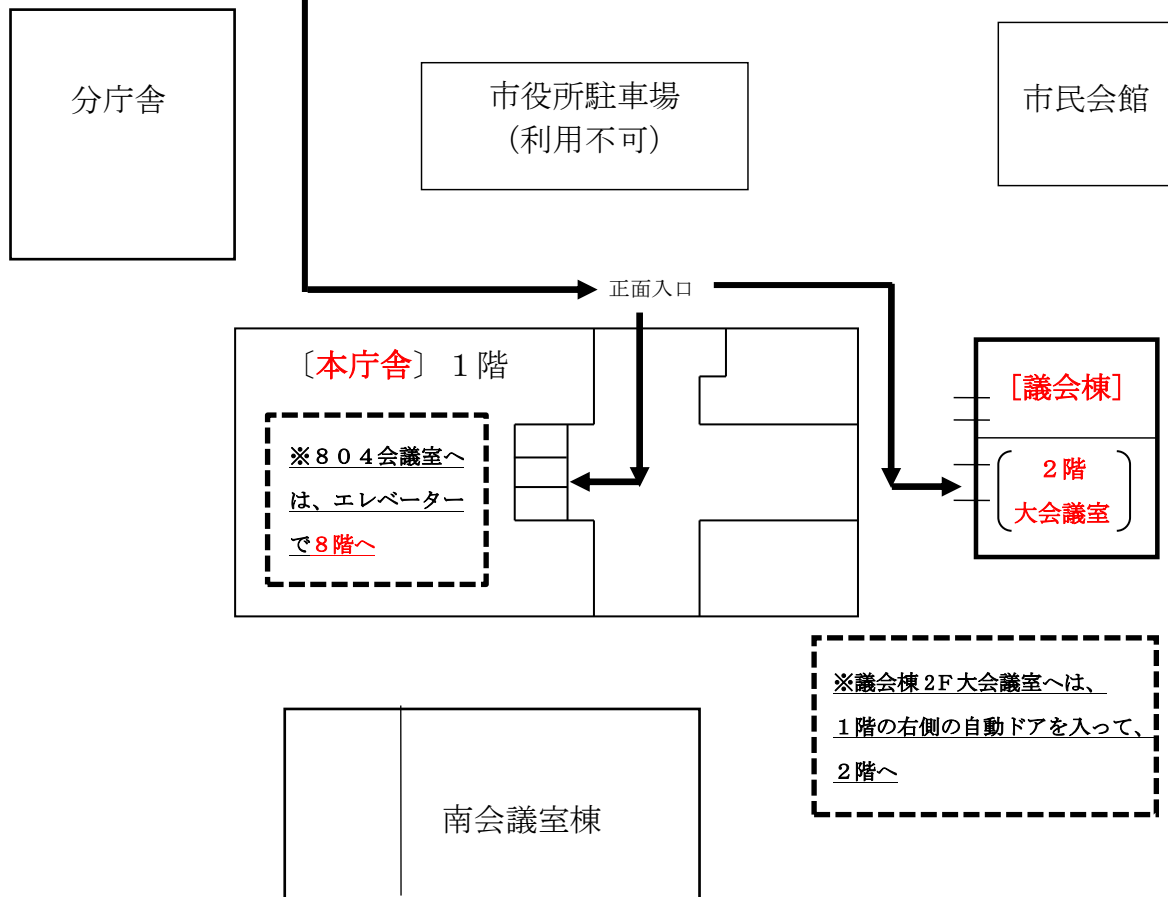 分庁舎
市役所駐車場
(利用不可)
市民会館
正面入口
〔本庁舎〕１階
※８０４会議室へ
は、エレベーター
で８階へ
［議会棟］
２階
大会議室
※議会棟２F大会議室へは、
１階の右側の自動ドアを入って、
２階へ
南会議室棟